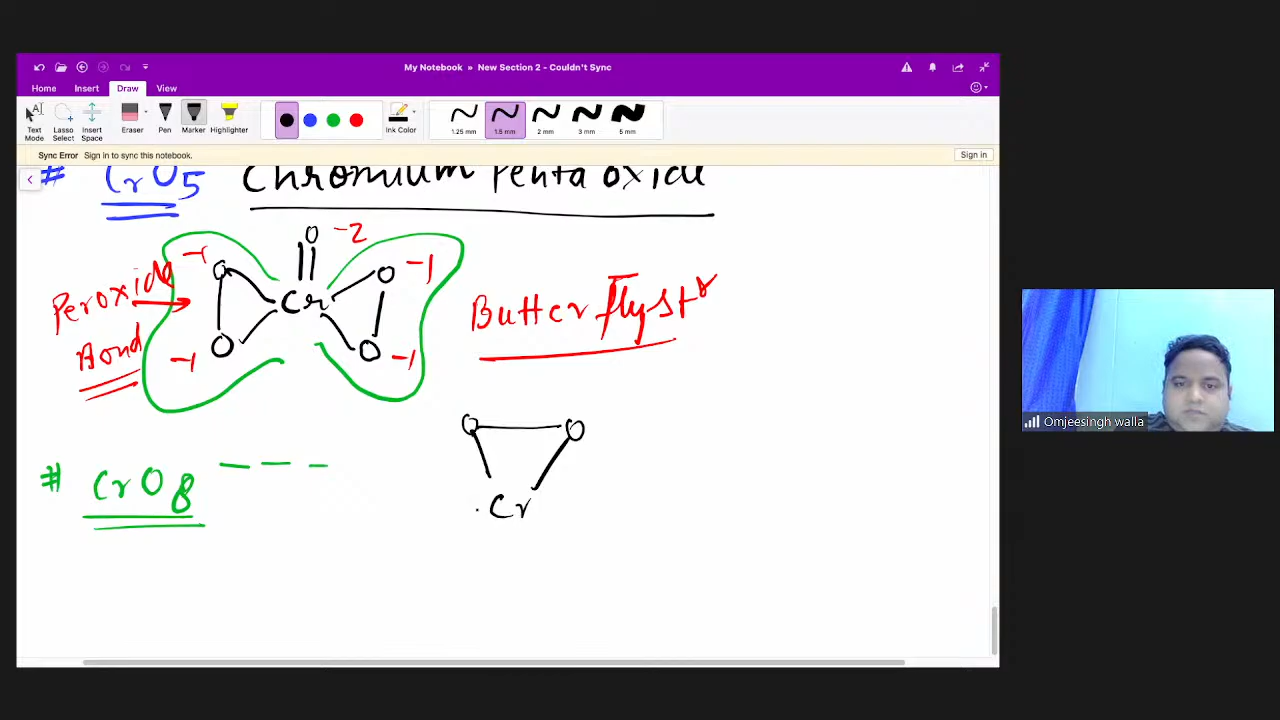 My Notebook » New Section 2 - Couldn't Sync
Home Insert Draw View
Text Mode
Lasso Select
Insert Space
Eraser
Pen
Marker
Highlighter
Ink Color
1.25 mm
1.5 mm
2 mm
3 mm
5 mm
Sync Error Sign in to sync this notebook.
Sign in
# CrO5 Chromium Pentaoxide
O -2
-1 O O -1
Peroxide
Cr
Butterfly str
Bond
-1 O O -1
O O
# CrO8 ---
Cr
Omjeesingh walla